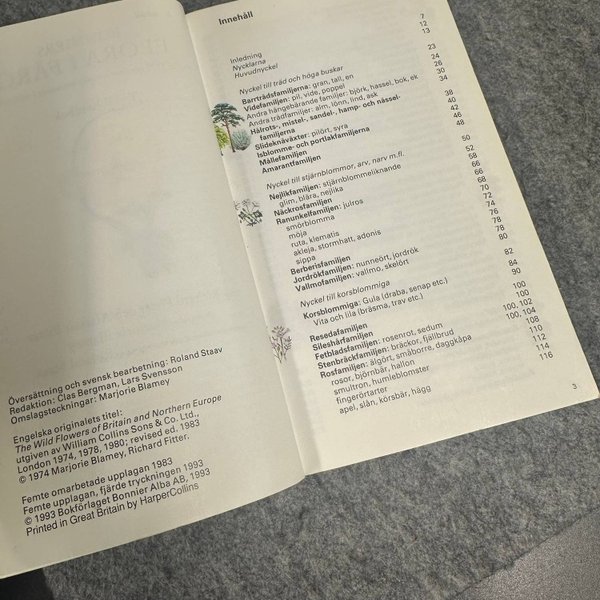 Översättning och svensk bearbetning: Roland Staav
Redaktion: Clas Bergman, Lars Svensson
Omslagsteckningar: Marjorie Blamey
Engelska originalets titel:
The Wild Flowers of Britain and Northern Europe
utgiven av William Collins Sons & Co. Ltd.,
London 1974, 1978, 1980; revised ed. 1983
© 1974 Marjorie Blamey, Richard Fitter.
Femte omarbetade upplagan 1983
Femte upplagan, fjärde tryckningen 1993
© 1993 Bokförlaget Bonnier Alba AB, 1993
Printed in Great Britain by HarperCollins
Innehåll
Inledning 7
Nycklarna 12
Huvudnyckel 13
Nyckel till träd och höga buskar 23
Barrträdsfamiljerna: gran, tall, en 24
Videfamiljen: pil, vide, poppel 26
Andra hängebärande familjer: björk, hassel, bok, ek 30
Andra trädfamiljer: alm, lönn, lind, ask 34
Hålrots-, mistel-, sandel-, hamp- och nässel-
familjerna 38
Slideknäväxter: pilört, syra 40
Isblomme- och portlakfamiljerna 42
Mållefamiljen 46
Amarantfamiljen 48
Nyckel till stjärnblommor, arv, narv m.fl. 50
Nejlikfamiljen: stjärnblommeliknande 52
glim, blära, nejlika 58
Näckrosfamiljen 66
Ranunkelfamiljen: julros 66
smörblomma 68
möja 70
ruta, klematis 72
akleja, stormhatt, adonis 74
sippa 76
Berberisfamiljen 78
Jordrökfamiljen: nunneört, jordrök 78
Vallmofamiljen: vallmo, skelört 80
Nyckel till korsblommiga 82
Korsblommiga: Gula (draba, senap etc.) 84
Vita och lila (bräsma, trav etc.) 90
Resedafamiljen 100
Sileshårfamiljen 100
Fetbladsfamiljen: rosenrot, sedum 100, 102
Stenbräckfamiljen: bräckor, fjällbrud 100, 104
Rosfamiljen: älgört, småborre, daggkåpa 108
rosor, björnbär, hallon 110
smultron, humleblomster 112
fingerörtarter 114
apel, slån, körsbär, hägg 116
3